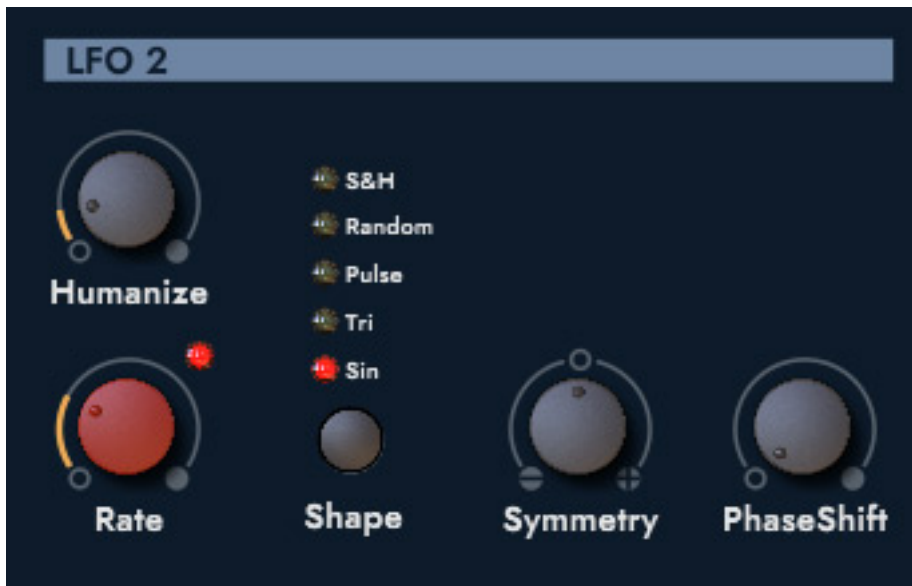 LFO 2
S&H
Random
Pulse
Tri
Sin
Humanize
Rate
Shape
Symmetry
PhaseShift